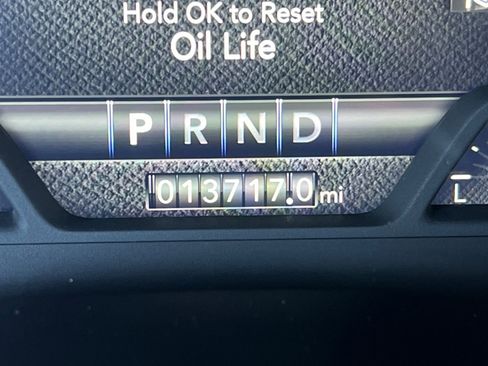 Hold OK to Reset
Oil Life
P R N D
013717.0 mi
L